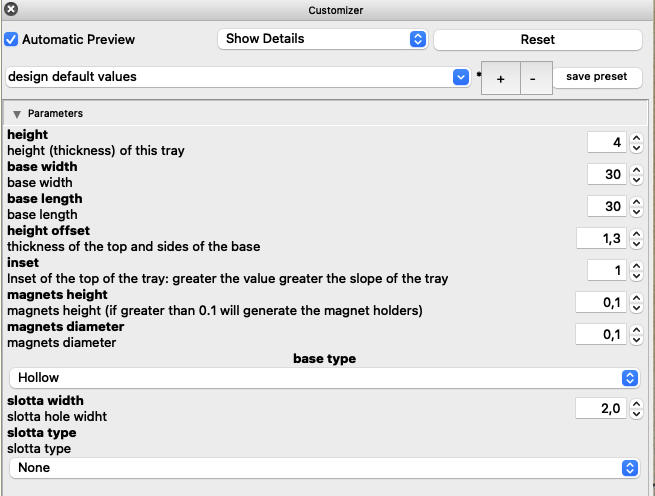 Customizer
Automatic Preview
Show Details
Reset
design default values
*
+
-
save preset
Parameters
height
height (thickness) of this tray
4
base width
base width
30
base length
base length
30
height offset
thickness of the top and sides of the base
1,3
inset
Inset of the top of the tray: greater the value greater the slope of the tray
1
magnets height
magnets height (if greater than 0.1 will generate the magnet holders)
0,1
magnets diameter
magnets diameter
0,1
base type
Hollow
slotta width
slotta hole widht
2,0
slotta type
slotta type
None